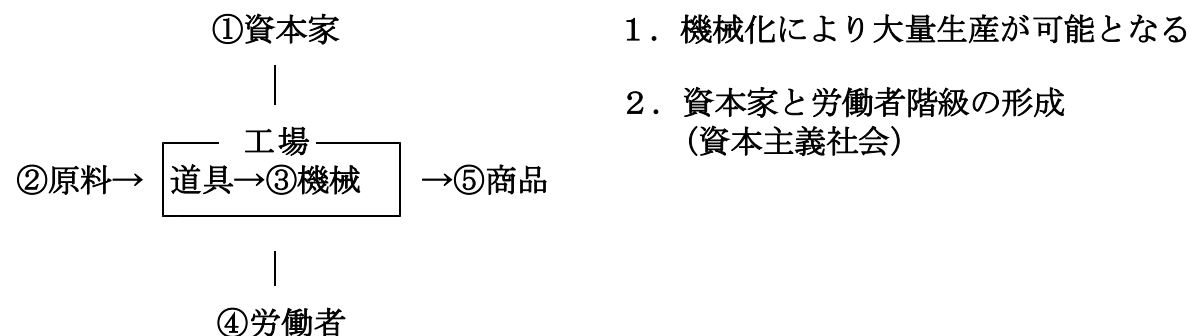 ①資本家
工場
②原料→ 道具→③機械 →⑤商品
④労働者
１．機械化により大量生産が可能となる
２．資本家と労働者階級の形成
（資本主義社会）